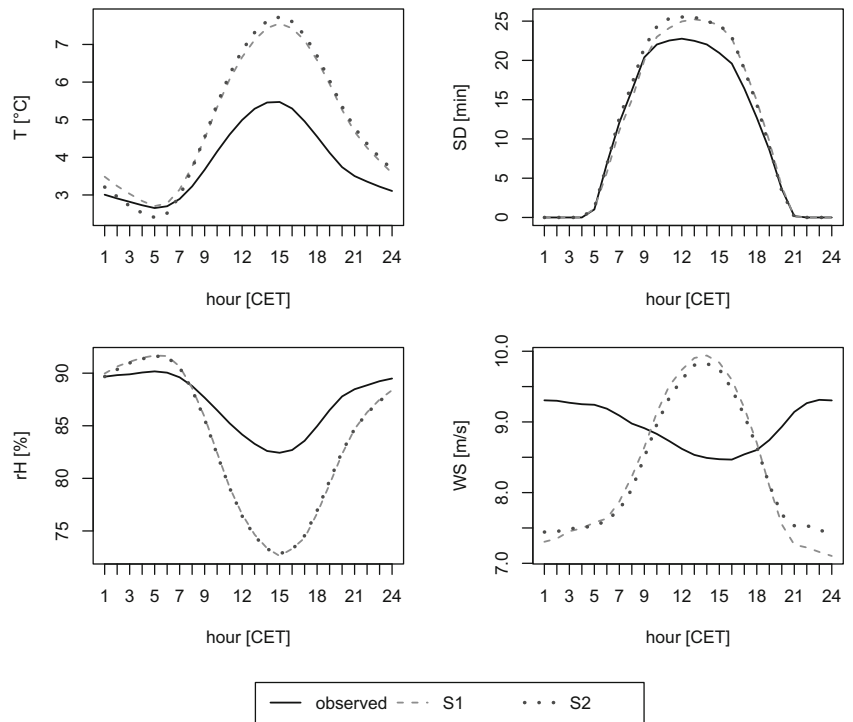 T [°C]
7
6
5
4
3
1 3 5 7 9 12 15 18 21 24
hour [CET]
SD [min]
25
20
15
10
5
0
1 3 5 7 9 12 15 18 21 24
hour [CET]
rH [%]
90
85
80
75
1 3 5 7 9 12 15 18 21 24
hour [CET]
WS [m/s]
10.0
9.0
8.0
7.0
1 3 5 7 9 12 15 18 21 24
hour [CET]
observed S1 S2